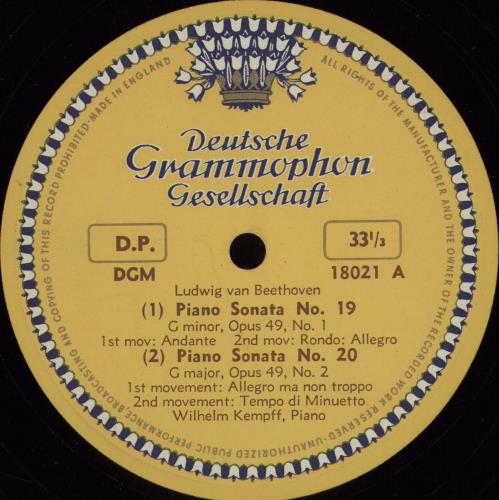 Deutsche
Grammophon
Gesellschaft
D.P.
33 1/3
DGM
18021 A
Ludwig van Beethoven
(1) Piano Sonata No. 19
G minor, Opus 49, No. 1
1st mov: Andante 2nd mov: Rondo: Allegro
(2) Piano Sonata No. 20
G major, Opus 49, No. 2
1st movement: Allegro ma non troppo
2nd movement: Tempo di Minuetto
Wilhelm Kempff, Piano
ALL RIGHTS OF THE MANUFACTURER AND THE OWNER OF THE RECORDED WORK RESERVED·UNAUTHORIZED PUBLIC PERFORMANCE, BROADCASTING AND COPYING OF THIS RECORD PROHIBITED·MADE IN ENGLAND